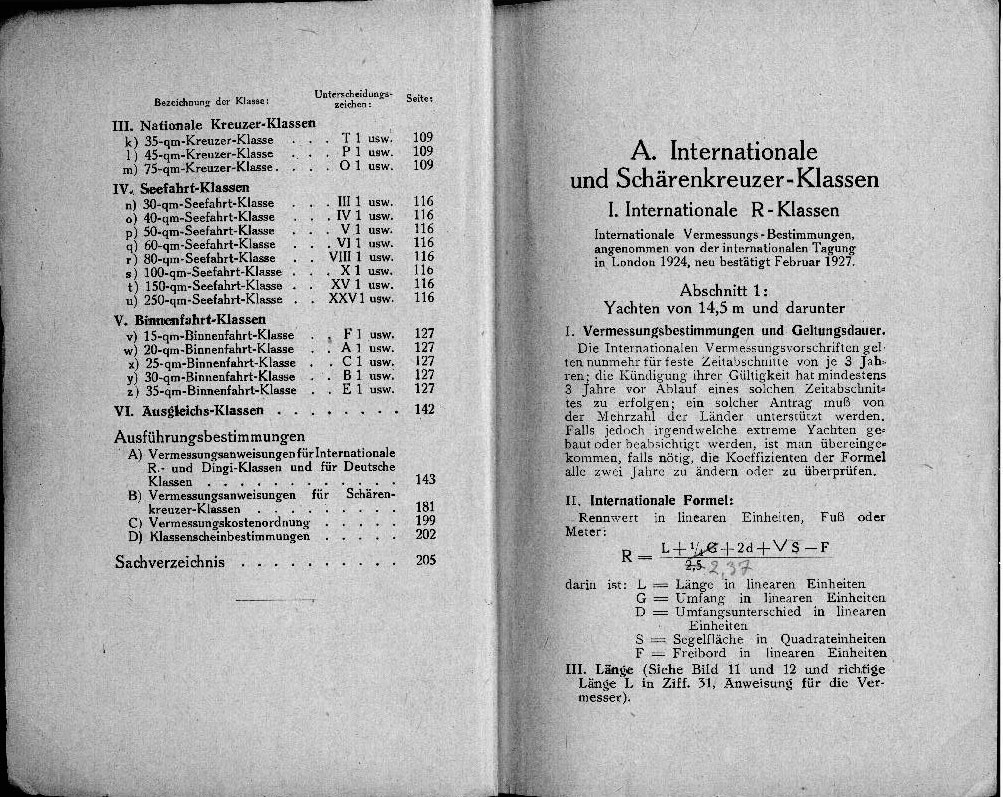 Bezeichnung der Klasse: Unterscheidungs-zeichen: Seite:
III. Nationale Kreuzer-Klassen
k) 35-qm-Kreuzer-Klasse . . . T 1 usw. 109
l) 45-qm-Kreuzer-Klasse . . . P 1 usw. 109
m) 75-qm-Kreuzer-Klasse . . . . O 1 usw. 109
IV. Seefahrt-Klassen
n) 30-qm-Seefahrt-Klasse . . . III 1 usw. 116
o) 40-qm-Seefahrt-Klasse . . . IV 1 usw. 116
p) 50-qm-Seefahrt-Klasse . . . V 1 usw. 116
q) 60-qm-Seefahrt-Klasse . . . VI 1 usw. 116
r) 80-qm-Seefahrt-Klasse . . VIII 1 usw. 116
s) 100-qm-Seefahrt-Klasse . . . X 1 usw. 116
t) 150-qm-Seefahrt-Klasse . . XV 1 usw. 116
u) 250-qm-Seefahrt-Klasse . . XXV 1 usw. 116
V. Binnenfahrt-Klassen
v) 15-qm-Binnenfahrt-Klasse . . F 1 usw. 127
w) 20-qm-Binnenfahrt-Klasse . . A 1 usw. 127
x) 25-qm-Binnenfahrt-Klasse . . C 1 usw. 127
y) 30-qm-Binnenfahrt-Klasse . . B 1 usw. 127
z) 35-qm-Binnenfahrt-Klasse . . E 1 usw. 127
VI. Ausgleichs-Klassen . . . . . . . . 142
Ausführungsbestimmungen
A) Vermessungsanweisungen für Internationale
R.- und Dingi-Klassen und für Deutsche
Klassen . . . . . . . . . . . 143
B) Vermessungsanweisungen für Schären-
kreuzer-Klassen . . . . . . . . . 181
C) Vermessungskostenordnung . . . . . 199
D) Klassenscheinbestimmungen . . . . . 202
Sachverzeichnis . . . . . . . . . . 205
A. Internationale
und Schärenkreuzer-Klassen
I. Internationale R-Klassen
Internationale Vermessungs-Bestimmungen,
angenommen von der internationalen Tagung
in London 1924, neu bestätigt Februar 1927.
Abschnitt 1:
Yachten von 14,5 m und darunter
I. Vermessungsbestimmungen und Geltungsdauer.
Die Internationalen Vermessungsvorschriften gel-
ten nunmehr für feste Zeitabschnitte von je 3 Jah-
ren; die Kündigung ihrer Gültigkeit hat mindestens
3 Jahre vor Ablauf eines solchen Zeitabschnit-
tes zu erfolgen; ein solcher Antrag muß von
der Mehrzahl der Länder unterstützt werden.
Falls jedoch irgendwelche extreme Yachten ge-
baut oder beabsichtigt werden, ist man übereinge-
kommen, falls nötig, die Koeffizienten der Formel
alle zwei Jahre zu ändern oder zu überprüfen.
II. Internationale Formel:
Rennwert in linearen Einheiten, Fuß oder
Meter:
R = L + ¼ G + 2d + √S — F
2,5 2,37
darin ist: L = Länge in linearen Einheiten
G = Umfang in linearen Einheiten
D = Umfangsunterschied in linearen
Einheiten
S = Segelfläche in Quadrateinheiten
F = Freibord in linearen Einheiten
III. Länge (Siehe Bild 11 und 12 und richtige
Länge L in Ziff. 31, Anweisung für die Ver-
messer).